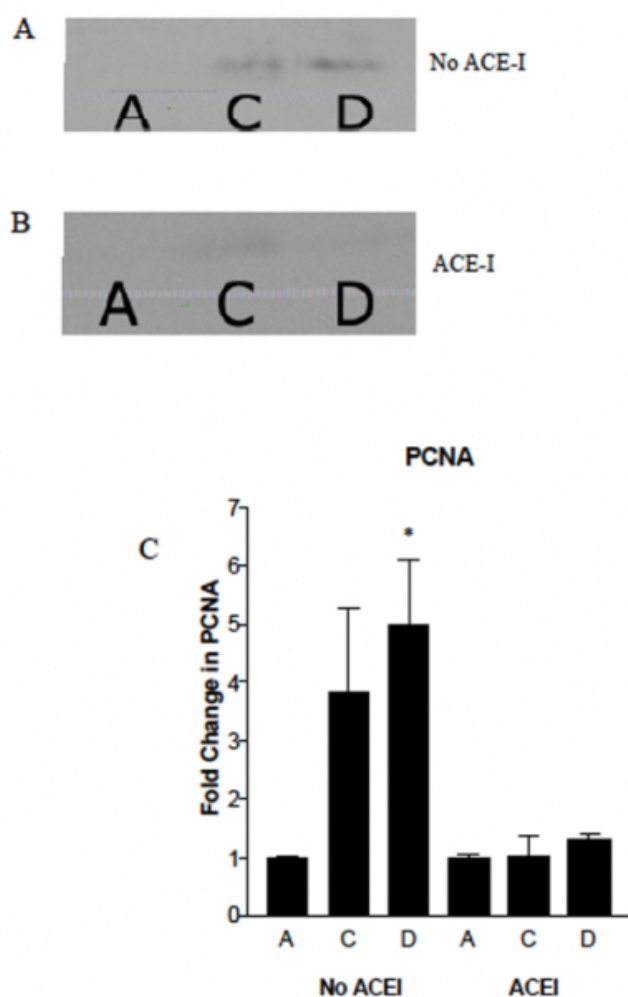 A
No ACE-I
A C D
B
ACE-I
A C D
PCNA
C
Fold Change in PCNA
7
6
5
4
3
2
1
0
*
A C D A C D
No ACEI ACEI